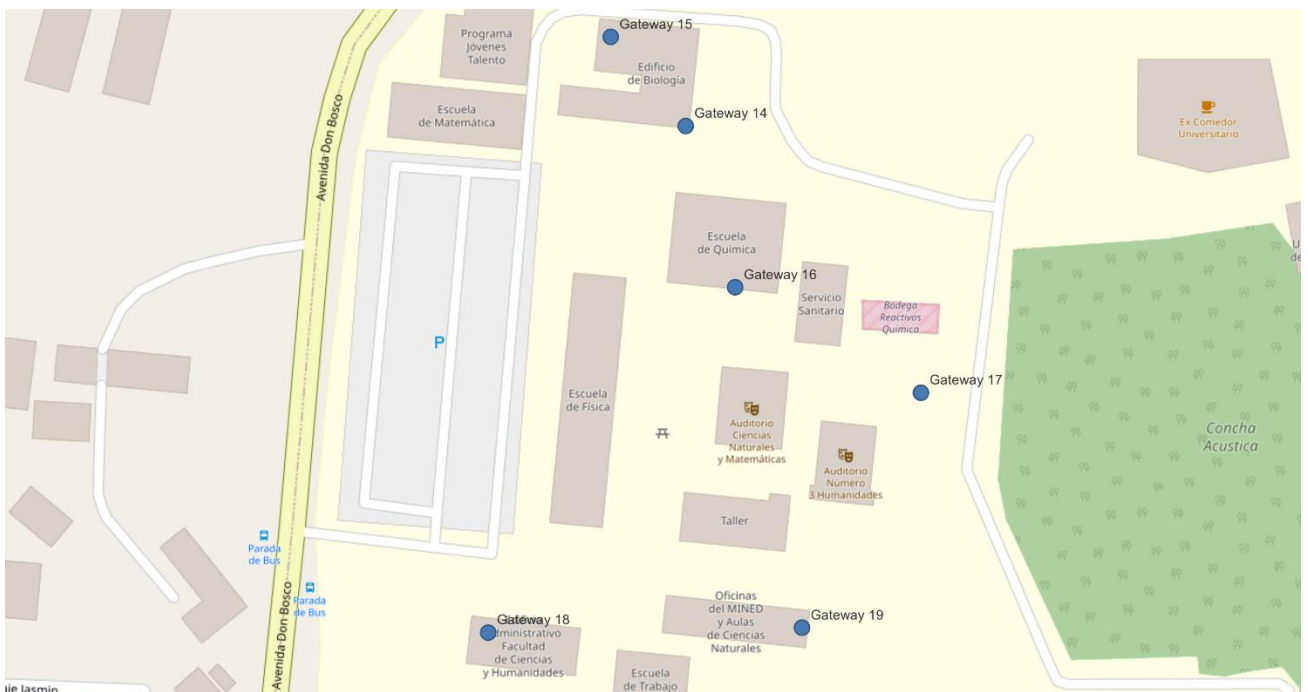 Gateway 15
Programa
Jóvenes
Talento
Edificio
de Biología
Avenida Don Bosco
Escuela
de Matemática
Gateway 14
Ex Comedor
Universitario
Escuela
de Química
Gateway 16
Servicio
Sanitario
Bodega
Reactivos
Química
P
Gateway 17
Escuela
de Física
Auditorio
Ciencias
Naturales
y Matemáticas
Concha
Acustica
Auditorio
Número
3 Humanidades
Taller
Parada
de Bus
Parada
de Bus
Avenida Don Bosco
Oficinas
del MINED
y Aulas
de Ciencias
Naturales
Gateway 19
Gateway 18
Facultad
de Ciencias
y Humanidades
Escuela
de Trabajo